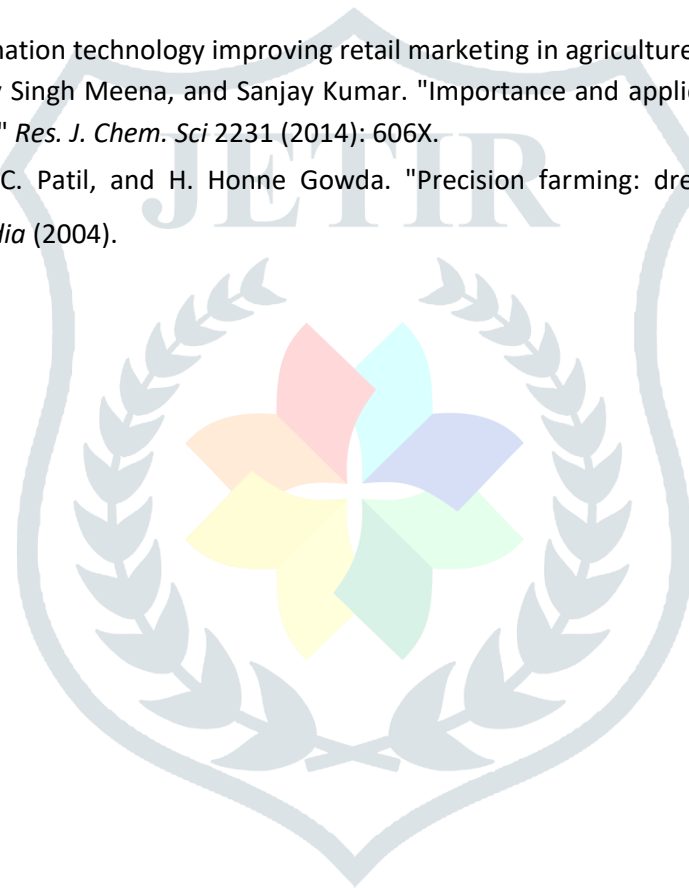 nation technology improving retail marketing in agriculture
Singh Meena, and Sanjay Kumar. "Importance and applic
" Res. J. Chem. Sci 2231 (2014): 606X.
C. Patil, and H. Honne Gowda. "Precision farming: dre
dia (2004).
JETIR